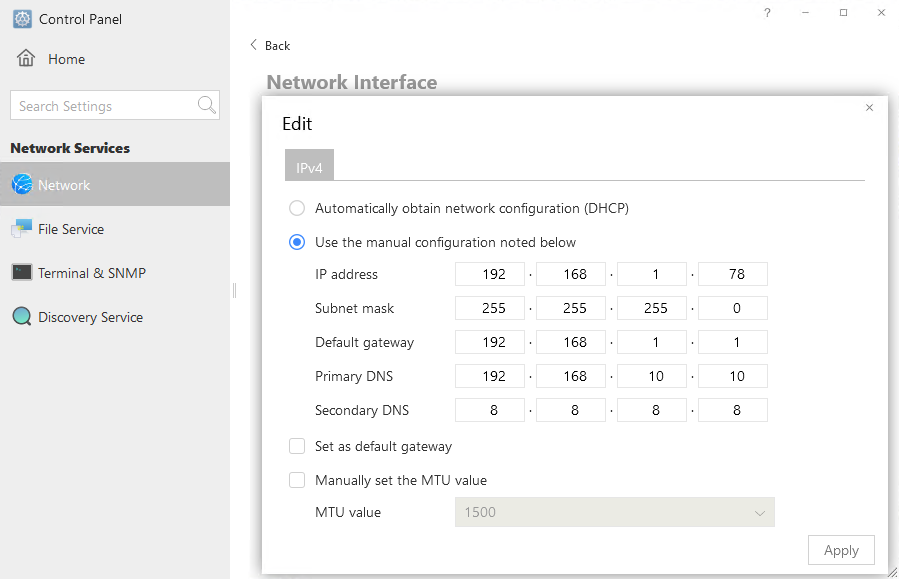 Control Panel
?
Home
Back
Search Settings
Network Interface
Network Services
Network
File Service
Terminal & SNMP
Discovery Service
Edit
IPv4
Automatically obtain network configuration (DHCP)
Use the manual configuration noted below
IP address 192 . 168 . 1 . 78
Subnet mask 255 . 255 . 255 . 0
Default gateway 192 . 168 . 1 . 1
Primary DNS 192 . 168 . 10 . 10
Secondary DNS 8 . 8 . 8 . 8
Set as default gateway
Manually set the MTU value
MTU value 1500
Apply